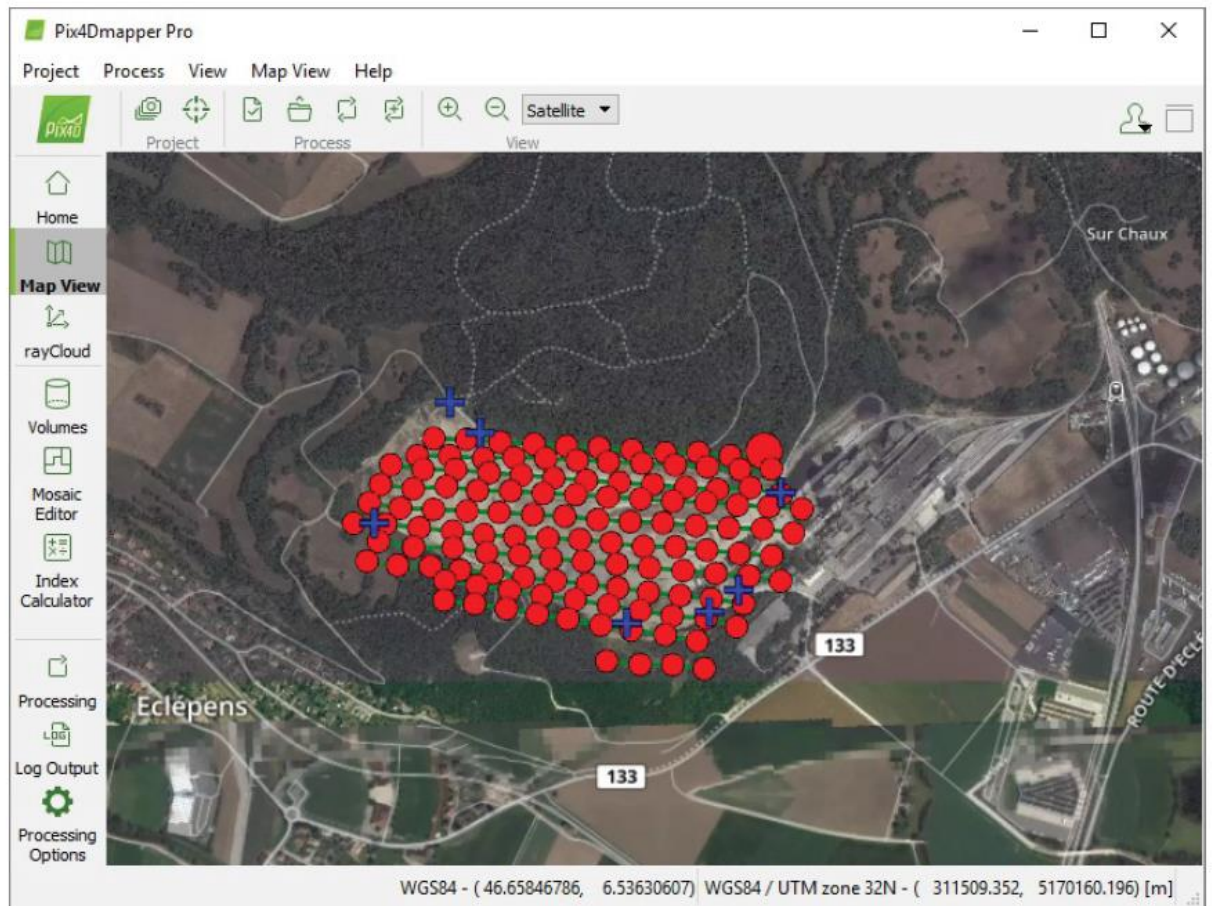 Pix4Dmapper Pro
Project Process View Map View Help
PIX4D
Satellite
Project Process View
Home
Map View
rayCloud
Volumes
Mosaic
Editor
Index
Calculator
Processing
LOG
Log Output
Processing
Options
Sur Chaux
133
ROUTE D'ECLÉ
Eclépens
133
WGS84 - ( 46.65846786, 6.53630607) WGS84 / UTM zone 32N - ( 311509.352, 5170160.196) [m]